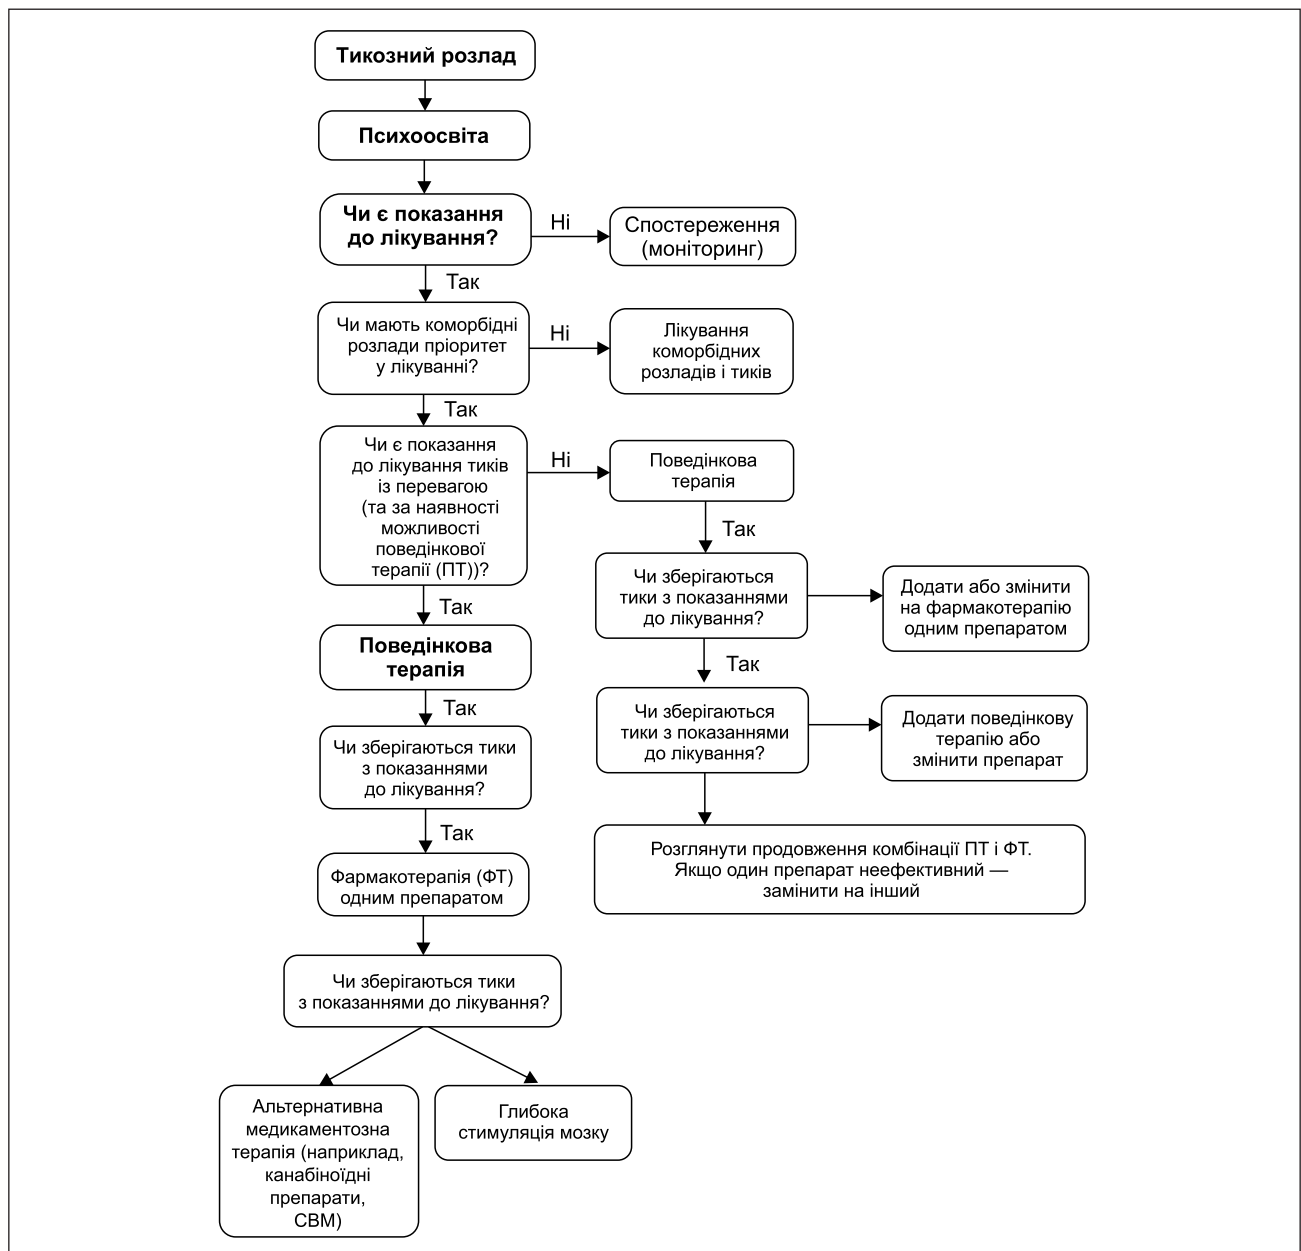 Тикозний розлад
Психоосвіта
Чи є показання
до лікування?
Ні
Спостереження
(моніторинг)
Так
Чи мають коморбідні
розлади пріоритет
у лікуванні?
Ні
Лікування
коморбідних
розладів і тиків
Так
Чи є показання
до лікування тиків
із перевагою
(та за наявності
можливості
поведінкової
терапії (ПТ))?
Ні
Поведінкова
терапія
Так
Чи зберігаються
тики з показаннями
до лікування?
Додати або змінити
на фармакотерапію
одним препаратом
Так
Чи зберігаються
тики з показаннями
до лікування?
Додати поведінкову
терапію або
змінити препарат
Розглянути продовження комбінації ПТ і ФТ.
Якщо один препарат неефективний —
замінити на інший
Так
Поведінкова
терапія
Так
Чи зберігаються тики
з показаннями
до лікування?
Так
Фармакотерапія (ФТ)
одним препаратом
Чи зберігаються тики
з показаннями до лікування?
Альтернативна
медикаментозна
терапія (наприклад,
канабіноїдні
препарати,
СВМ)
Глибока
стимуляція мозку